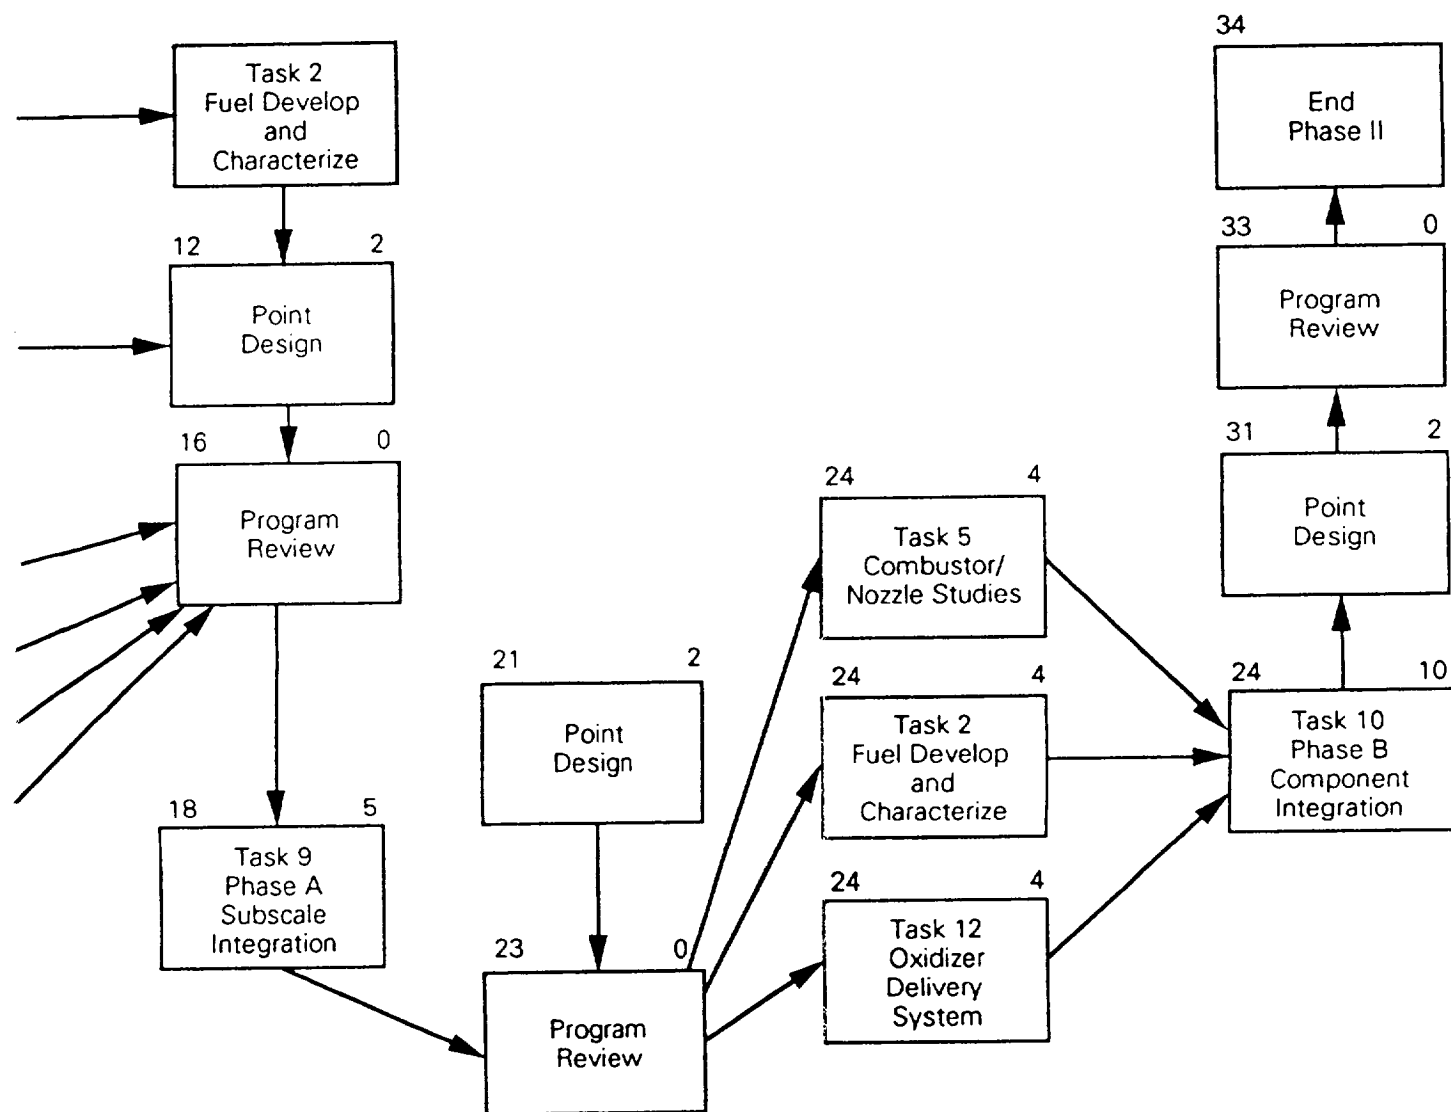 Task 2
Fuel Develop
and
Characterize
12 2
Point
Design
16 0
Program
Review
18 5
Task 9
Phase A
Subscale
Integration
21 2
Point
Design
23 0
Program
Review
24 4
Task 5
Combustor/
Nozzle Studies
24 4
Task 2
Fuel Develop
and
Characterize
24 4
Task 12
Oxidizer
Delivery
System
34
End
Phase II
33 0
Program
Review
31 2
Point
Design
24 10
Task 10
Phase B
Component
Integration